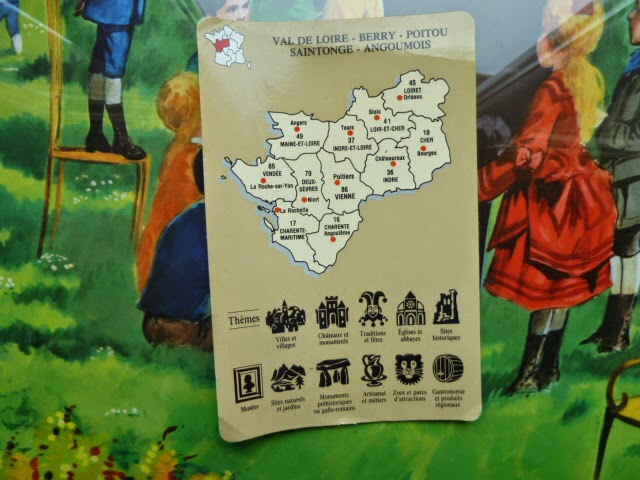 VAL DE LOIRE - BERRY - POITOU
SAINTONGE - ANGOUMOIS
45
LOIRET
Orléans
Blois
41
LOIR-ET-CHER
Angers
49
MAINE-ET-LOIRE
Tours
37
INDRE-ET-LOIRE
18
CHER
Bourges
Châteauroux
36
INDRE
85
VENDÉE
La Roche-sur-Yon
79
DEUX-
SÈVRES
Niort
Poitiers
86
VIENNE
La Rochelle
17
CHARENTE-
MARITIME
16
CHARENTE
Angoulême
Thèmes
Villes et
villages
Châteaux et
monuments
Traditions
et fêtes
Églises et
abbayes
Sites
historiques
Musées
Sites naturels
et jardins
Monuments
préhistoriques
ou gallo-romains
Artisanat
et métiers
Zoos et parcs
d'attractions
Gastronomie
et produits
régionaux